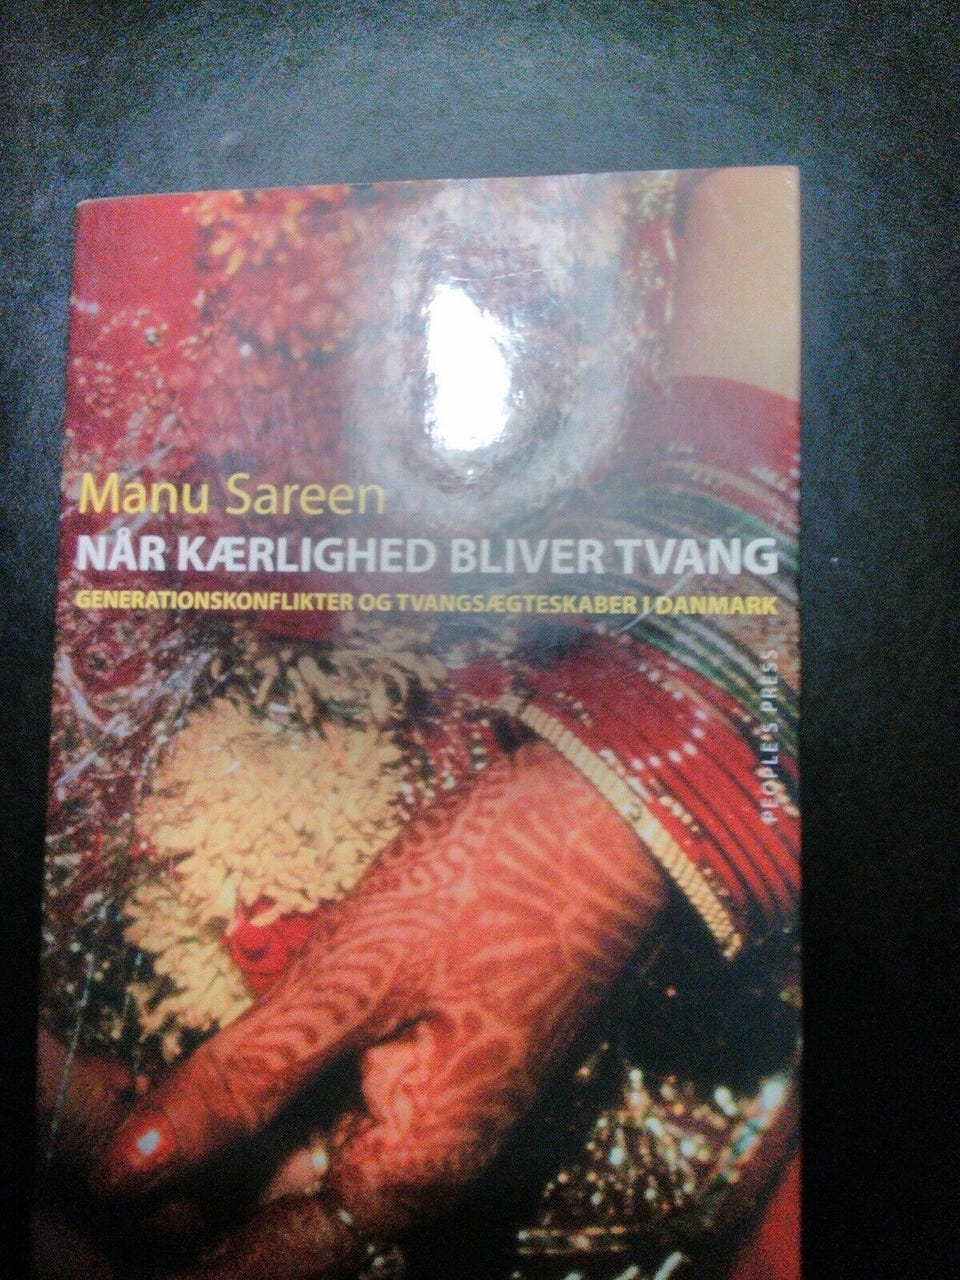 Manu Sareen
NÅR KÆRLIGHED BLIVER TVANG
GENERATIONSKONFLIKTER OG TVANGSÆGTESKABER I DANMARK
PEOPLE'S PRESS